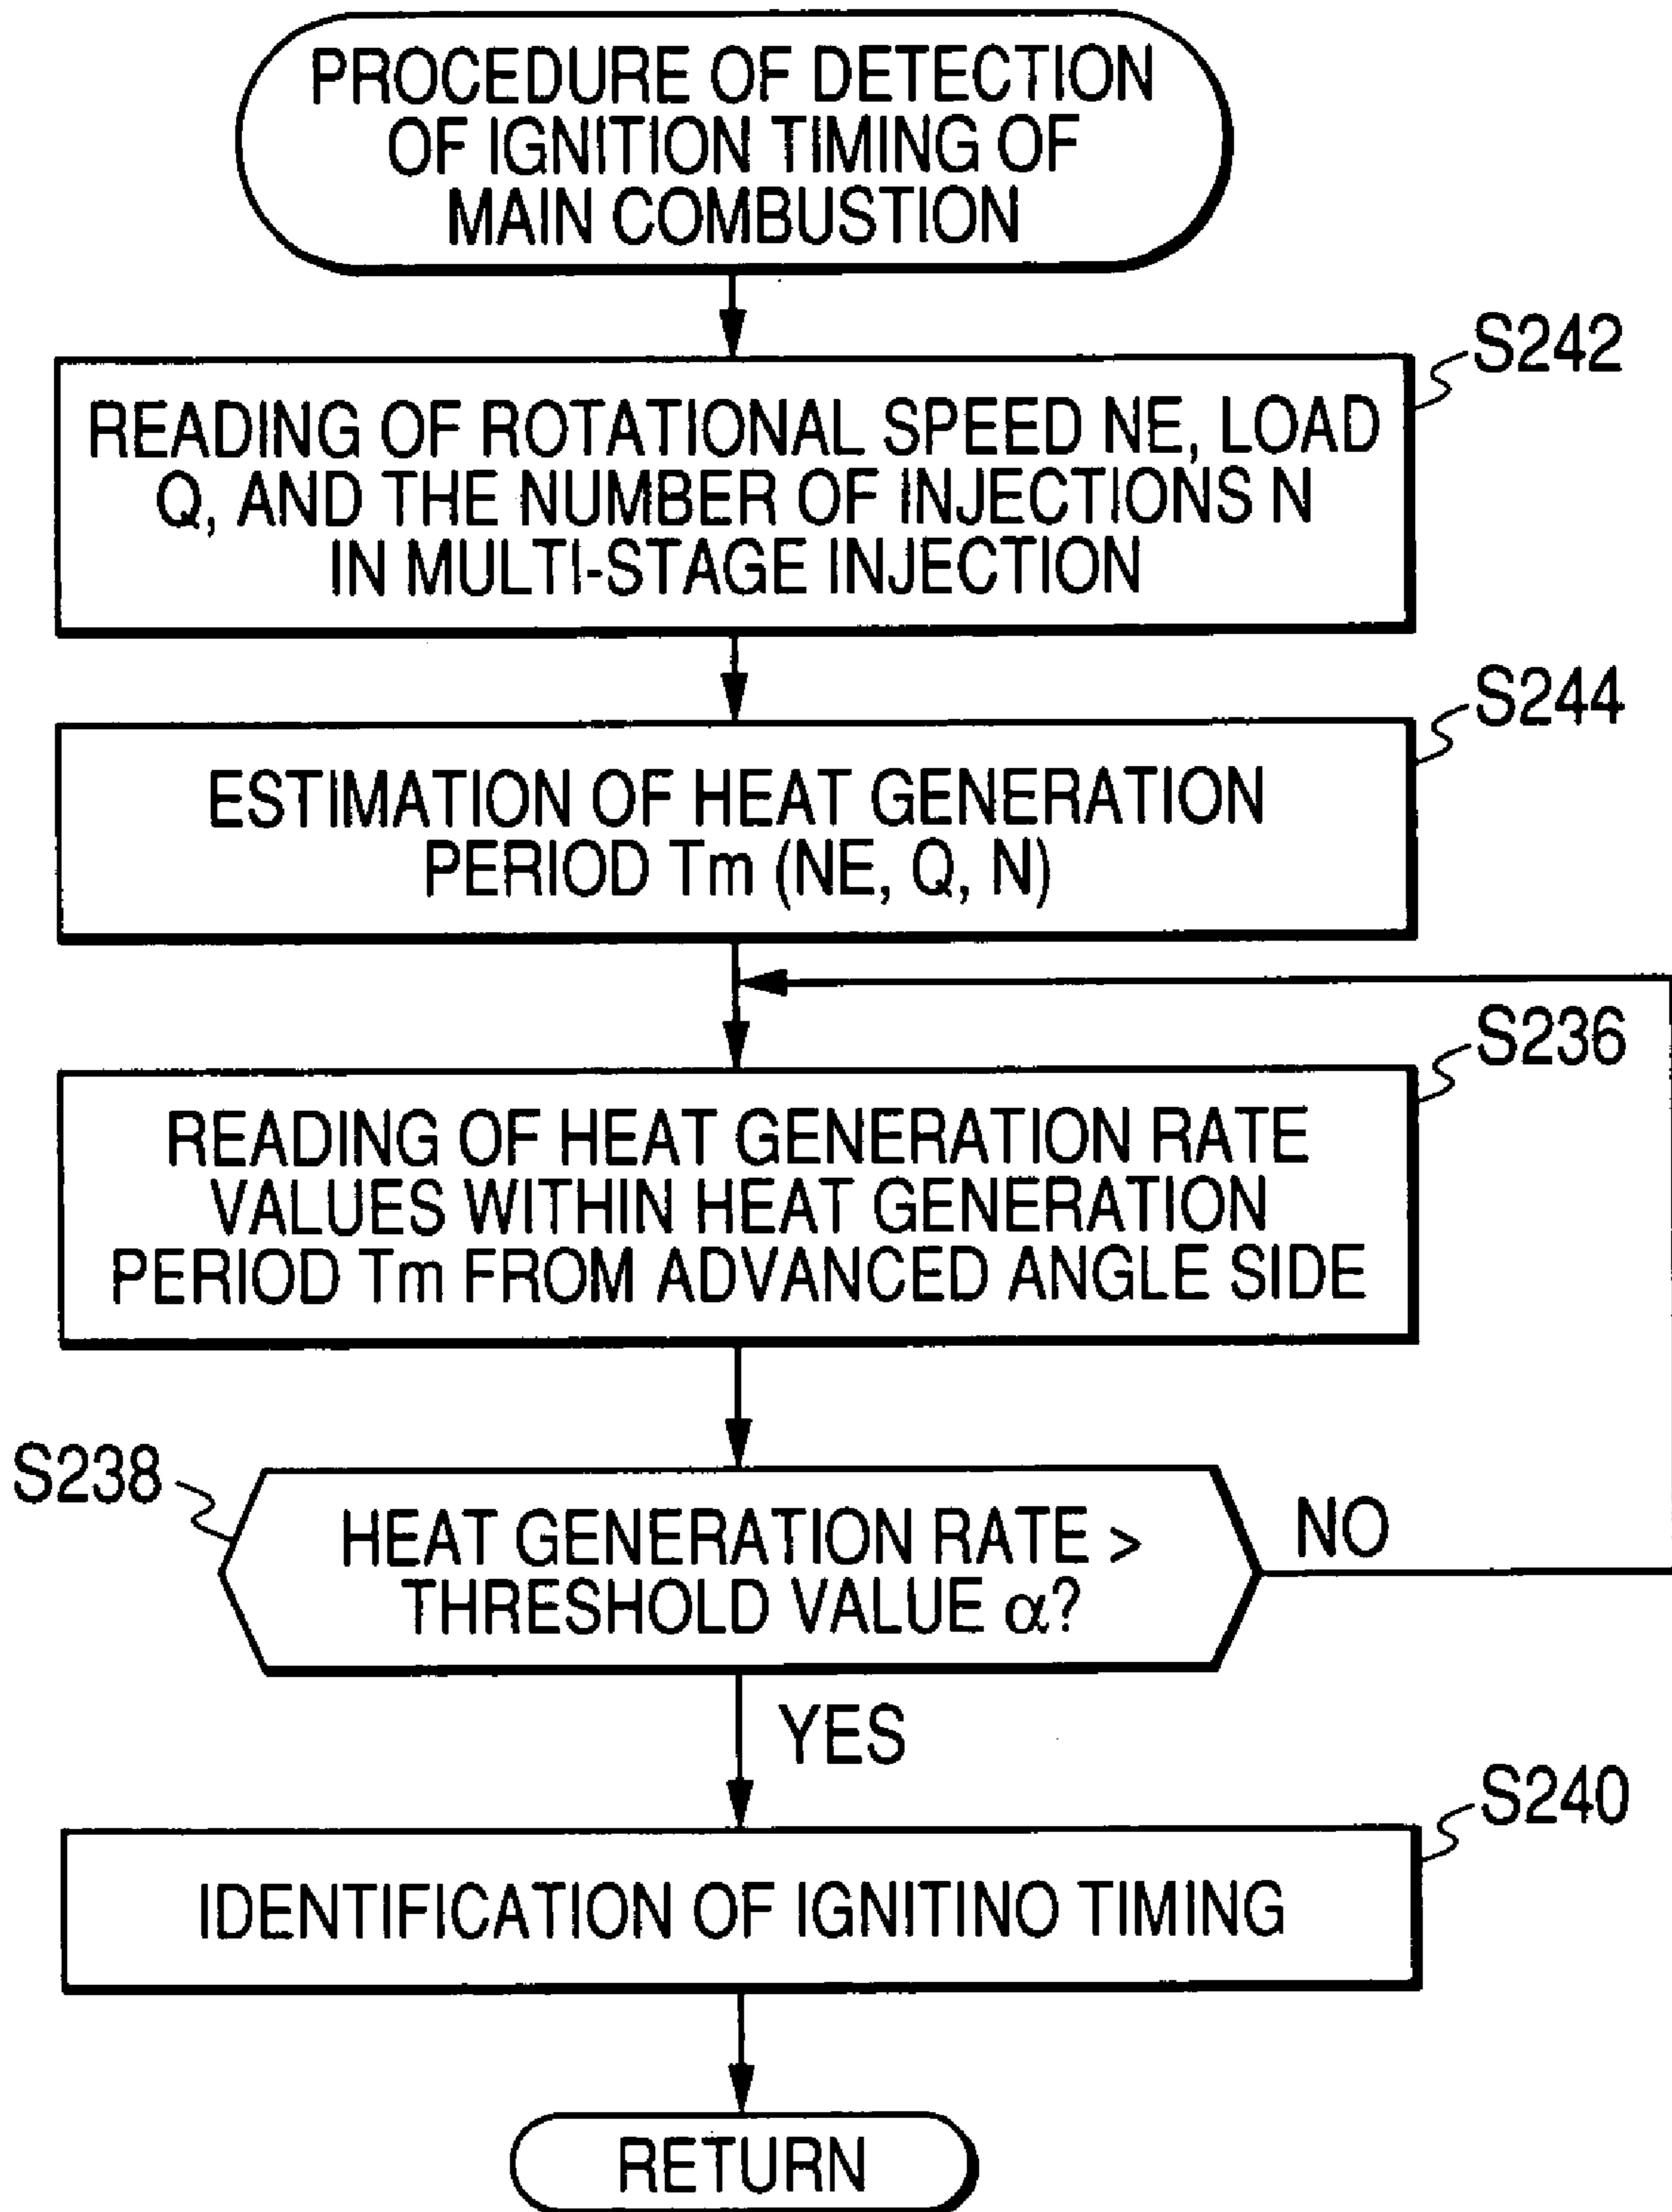 PROCEDURE OF DETECTION
OF IGNITION TIMING OF
MAIN COMBUSTION
S242
READING OF ROTATIONAL SPEED NE, LOAD
Q, AND THE NUMBER OF INJECTIONS N
IN MULTI-STAGE INJECTION
S244
ESTIMATION OF HEAT GENERATION
PERIOD Tm (NE, Q, N)
S236
READING OF HEAT GENERATION RATE
VALUES WITHIN HEAT GENERATION
PERIOD Tm FROM ADVANCED ANGLE SIDE
S238
HEAT GENERATION RATE >
THRESHOLD VALUE α?
NO
YES
S240
IDENTIFICATION OF IGNITINO TIMING
RETURN